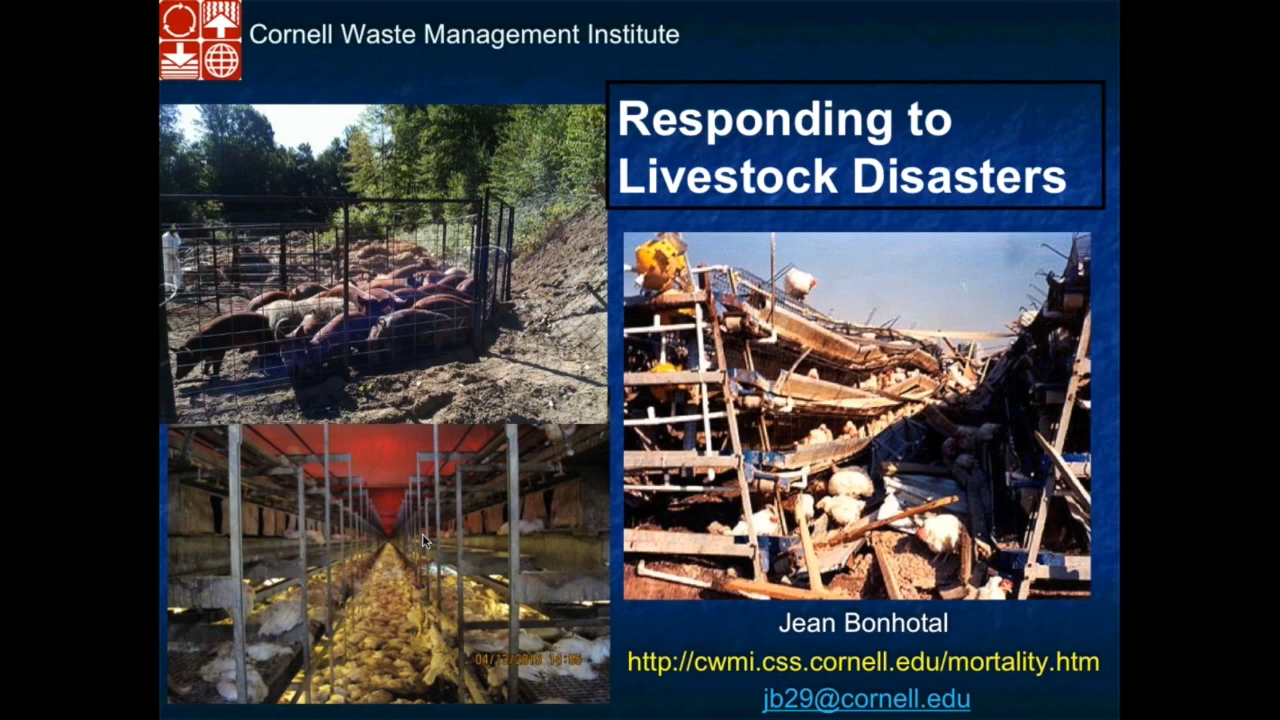 Cornell Waste Management Institute
Responding to
Livestock Disasters
Jean Bonhotal
http://cwmi.css.cornell.edu/mortality.htm
jb29@cornell.edu